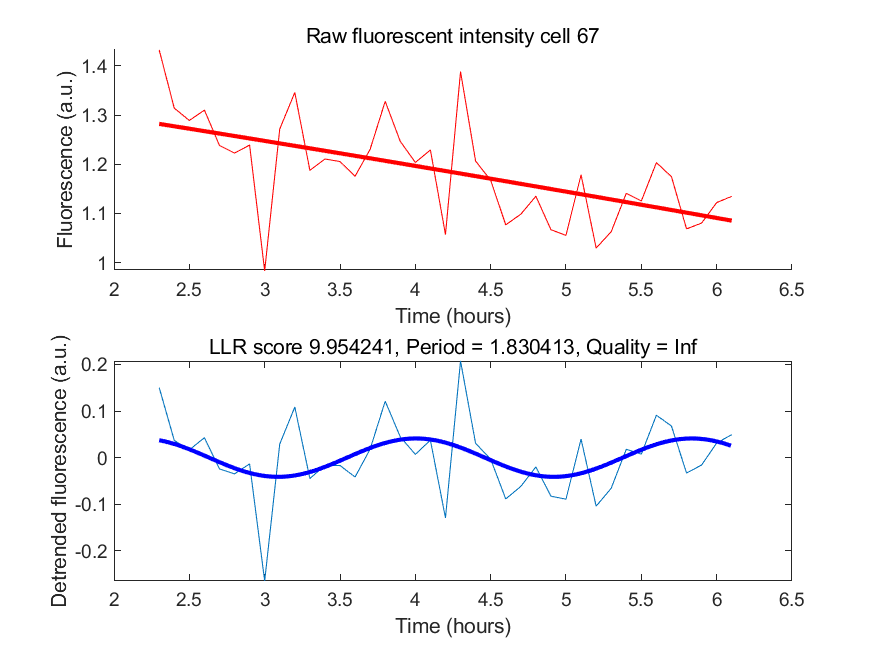 Raw fluorescent intensity cell 67
Fluorescence (a.u.)
1.4
1.3
1.2
1.1
1
2 2.5 3 3.5 4 4.5 5 5.5 6 6.5
Time (hours)
LLR score 9.954241, Period = 1.830413, Quality = Inf
Detrended fluorescence (a.u.)
0.2
0.1
0
-0.1
-0.2
2 2.5 3 3.5 4 4.5 5 5.5 6 6.5
Time (hours)